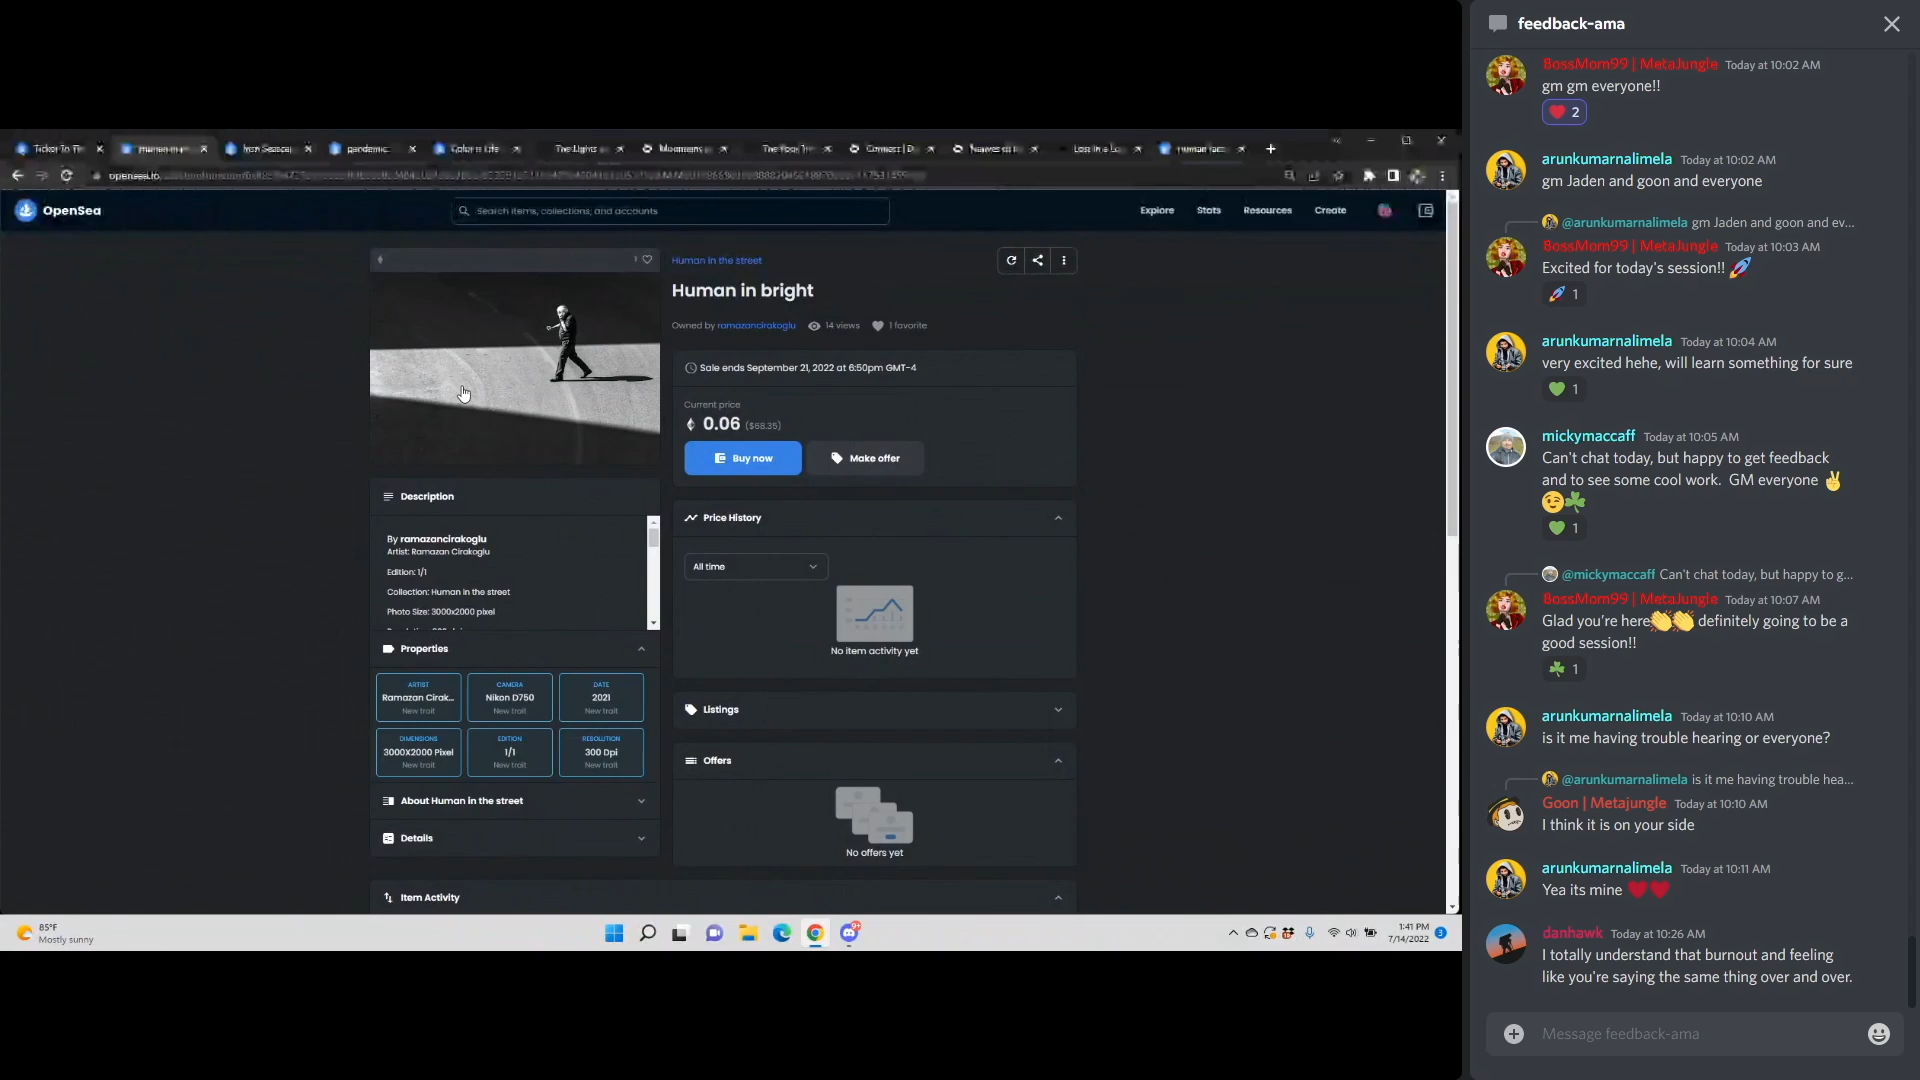 feedback-ama
BossMom99 | MetaJungle Today at 10:02 AM
gm gm everyone!!
2
arunkumarnalimela Today at 10:02 AM
gm Jaden and goon and everyone
@arunkumarnalimela gm Jaden and goon and ev...
BossMom99 | MetaJungle Today at 10:03 AM
Excited for today's session!!
1
arunkumarnalimela Today at 10:04 AM
very excited hehe, will learn something for sure
1
mickymaccaff Today at 10:05 AM
Can't chat today, but happy to get feedback
and to see some cool work. GM everyone
1
@mickymaccaff Can't chat today, but happy to g...
BossMom99 | MetaJungle Today at 10:07 AM
Glad you're here definitely going to be a
good session!!
1
arunkumarnalimela Today at 10:10 AM
is it me having trouble hearing or everyone?
@arunkumarnalimela is it me having trouble hea...
Goon | Metajungle Today at 10:10 AM
I think it is on your side
arunkumarnalimela Today at 10:11 AM
Yea its mine
danhawk Today at 10:26 AM
I totally understand that burnout and feeling
like you're saying the same thing over and over.
Message feedback-ama
OpenSea
Search items, collections, and accounts
Explore Stats Resources Create
1
Human in the street
Human in bright
Owned by ramazancirakoglu 14 views 1 favorite
Sale ends September 21, 2022 at 6:50pm GMT-4
Current price
0.06 ($68.35)
Buy now Make offer
Description
By ramazancirakoglu
Artist: Ramazan Cirakoglu
Edition: 1/1
Collection: Human in the street
Photo Size: 3000x2000 pixel
Price History
All time
No item activity yet
Properties
ARTIST
Ramazan Cirak...
New trait
CAMERA
Nikon D750
New trait
DATE
2021
New trait
DIMENSIONS
3000X2000 Pixel
New trait
EDITION
1/1
New trait
RESOLUTION
300 Dpi
New trait
Listings
Offers
No offers yet
About Human in the street
Details
Item Activity
85°F
Mostly sunny
1:41 PM
7/14/2022
3